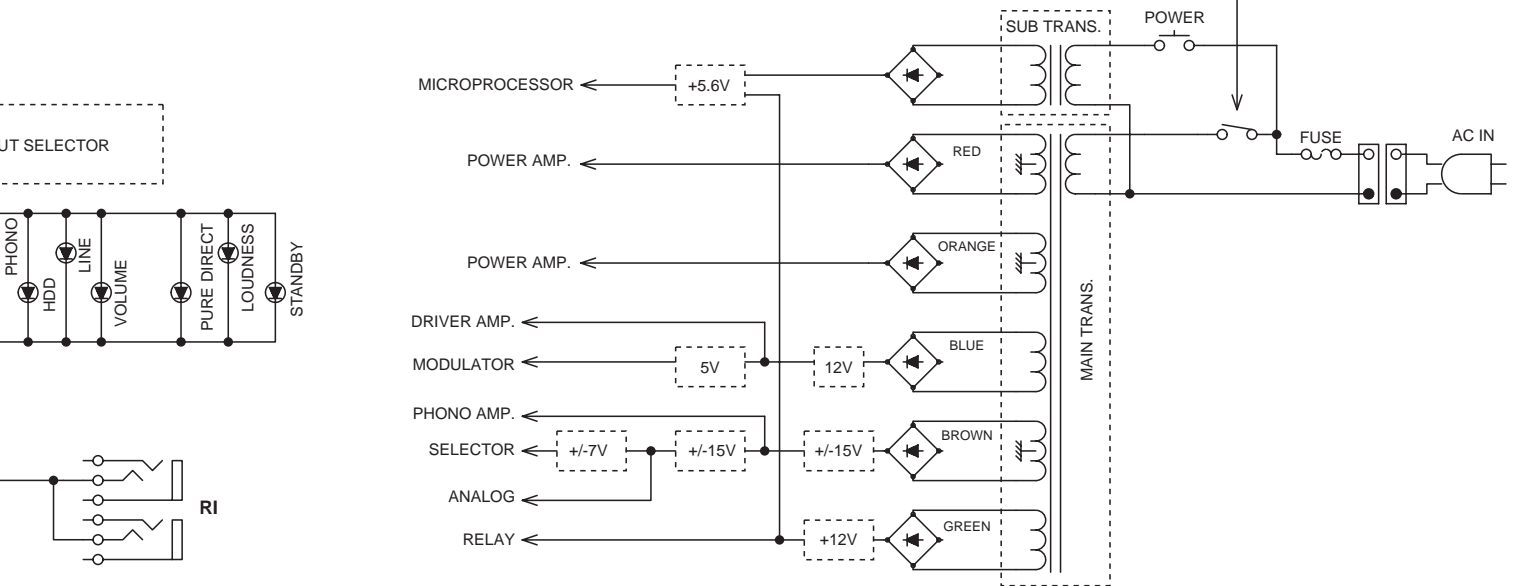 SUB TRANS.
POWER
MICROPROCESSOR
+5.6V
UT SELECTOR
POWER AMP.
RED
FUSE
AC IN
PHONO
HDD
LINE
VOLUME
PURE DIRECT
LOUDNESS
STANDBY
POWER AMP.
ORANGE
MAIN TRANS.
DRIVER AMP.
MODULATOR
5V
12V
BLUE
PHONO AMP.
SELECTOR
+/-7V
+/-15V
+/-15V
BROWN
ANALOG
RI
RELAY
+12V
GREEN